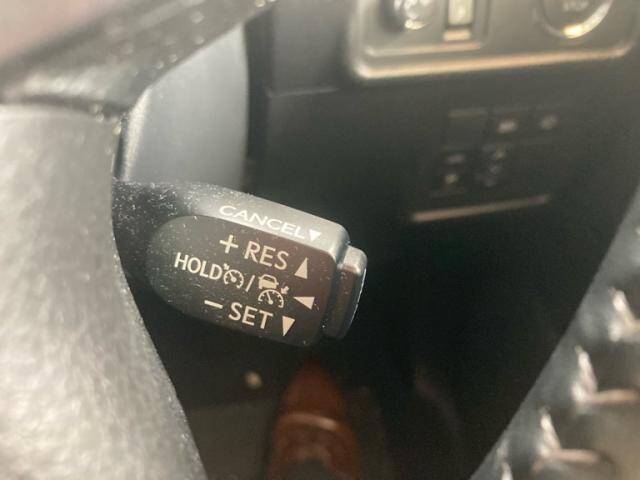 CANCEL▼
+ RES ▲
HOLD / ◀
− SET ▼